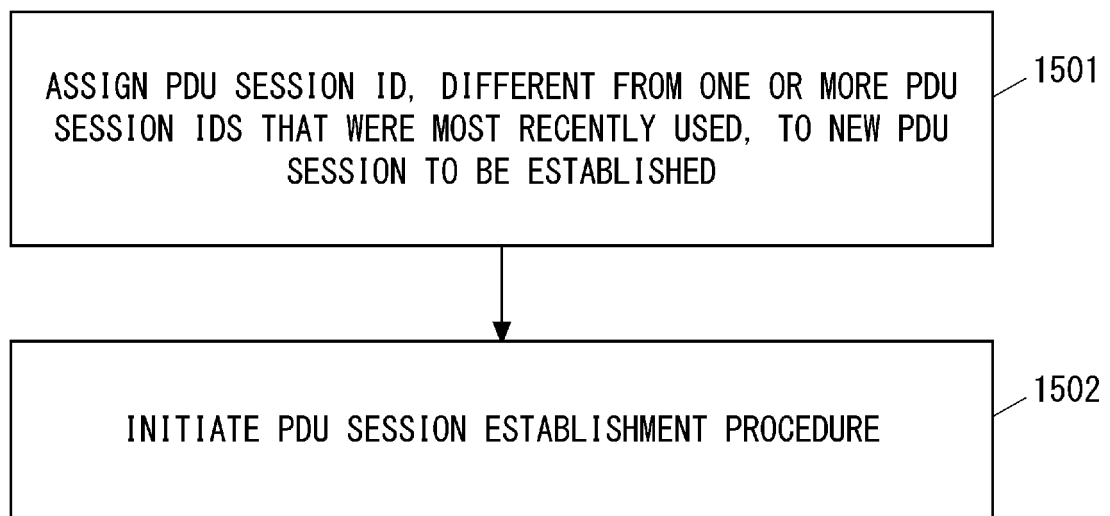 ASSIGN PDU SESSION ID, DIFFERENT FROM ONE OR MORE PDU
SESSION IDS THAT WERE MOST RECENTLY USED, TO NEW PDU
SESSION TO BE ESTABLISHED
1501
INITIATE PDU SESSION ESTABLISHMENT PROCEDURE
1502